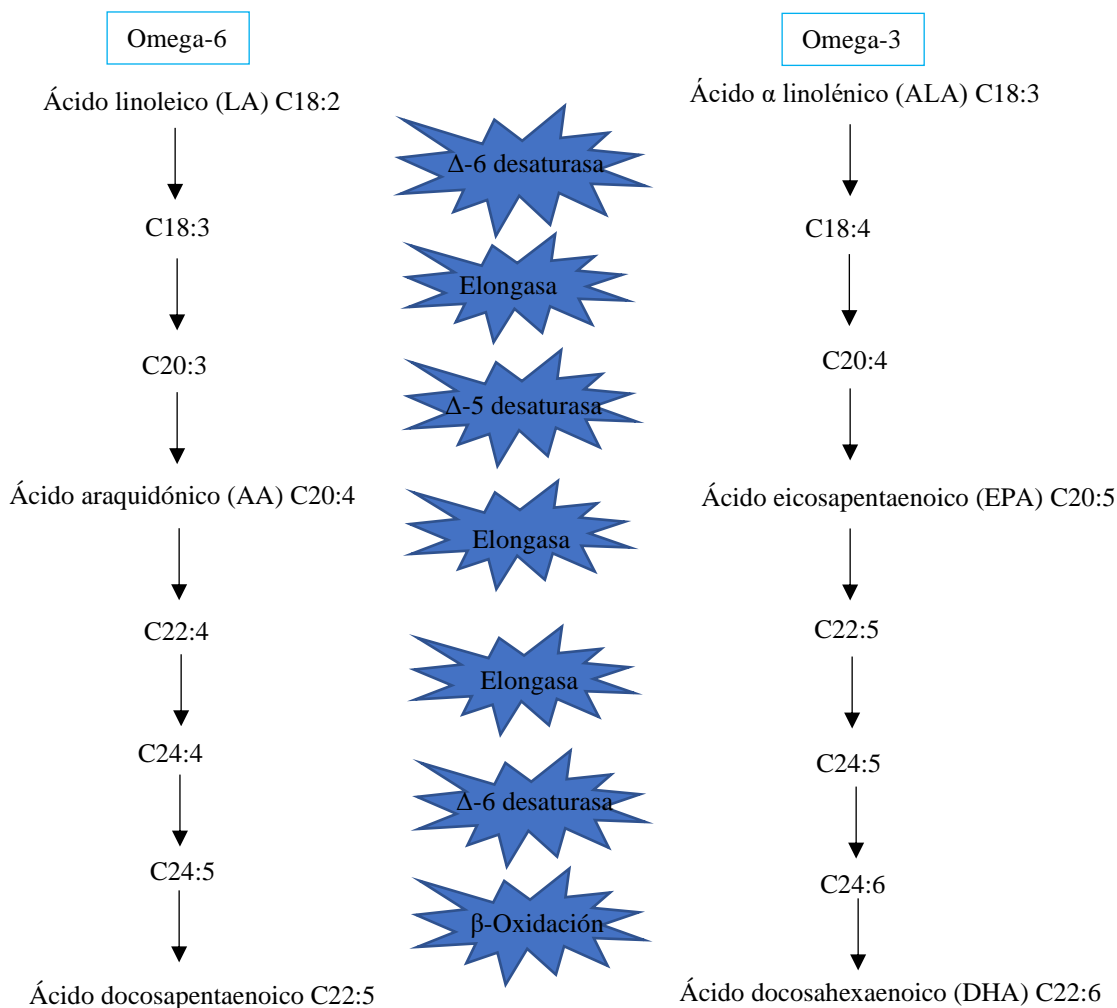 Omega-6
Omega-3
Ácido linoleico (LA) C18:2
Ácido α linolénico (ALA) C18:3
Δ-6 desaturasa
C18:3
C18:4
Elongasa
C20:3
C20:4
Δ-5 desaturasa
Ácido araquidónico (AA) C20:4
Ácido eicosapentaenoico (EPA) C20:5
Elongasa
C22:4
C22:5
Elongasa
C24:4
C24:5
Δ-6 desaturasa
C24:5
C24:6
β-Oxidación
Ácido docosapentaenoico C22:5
Ácido docosahexaenoico (DHA) C22:6